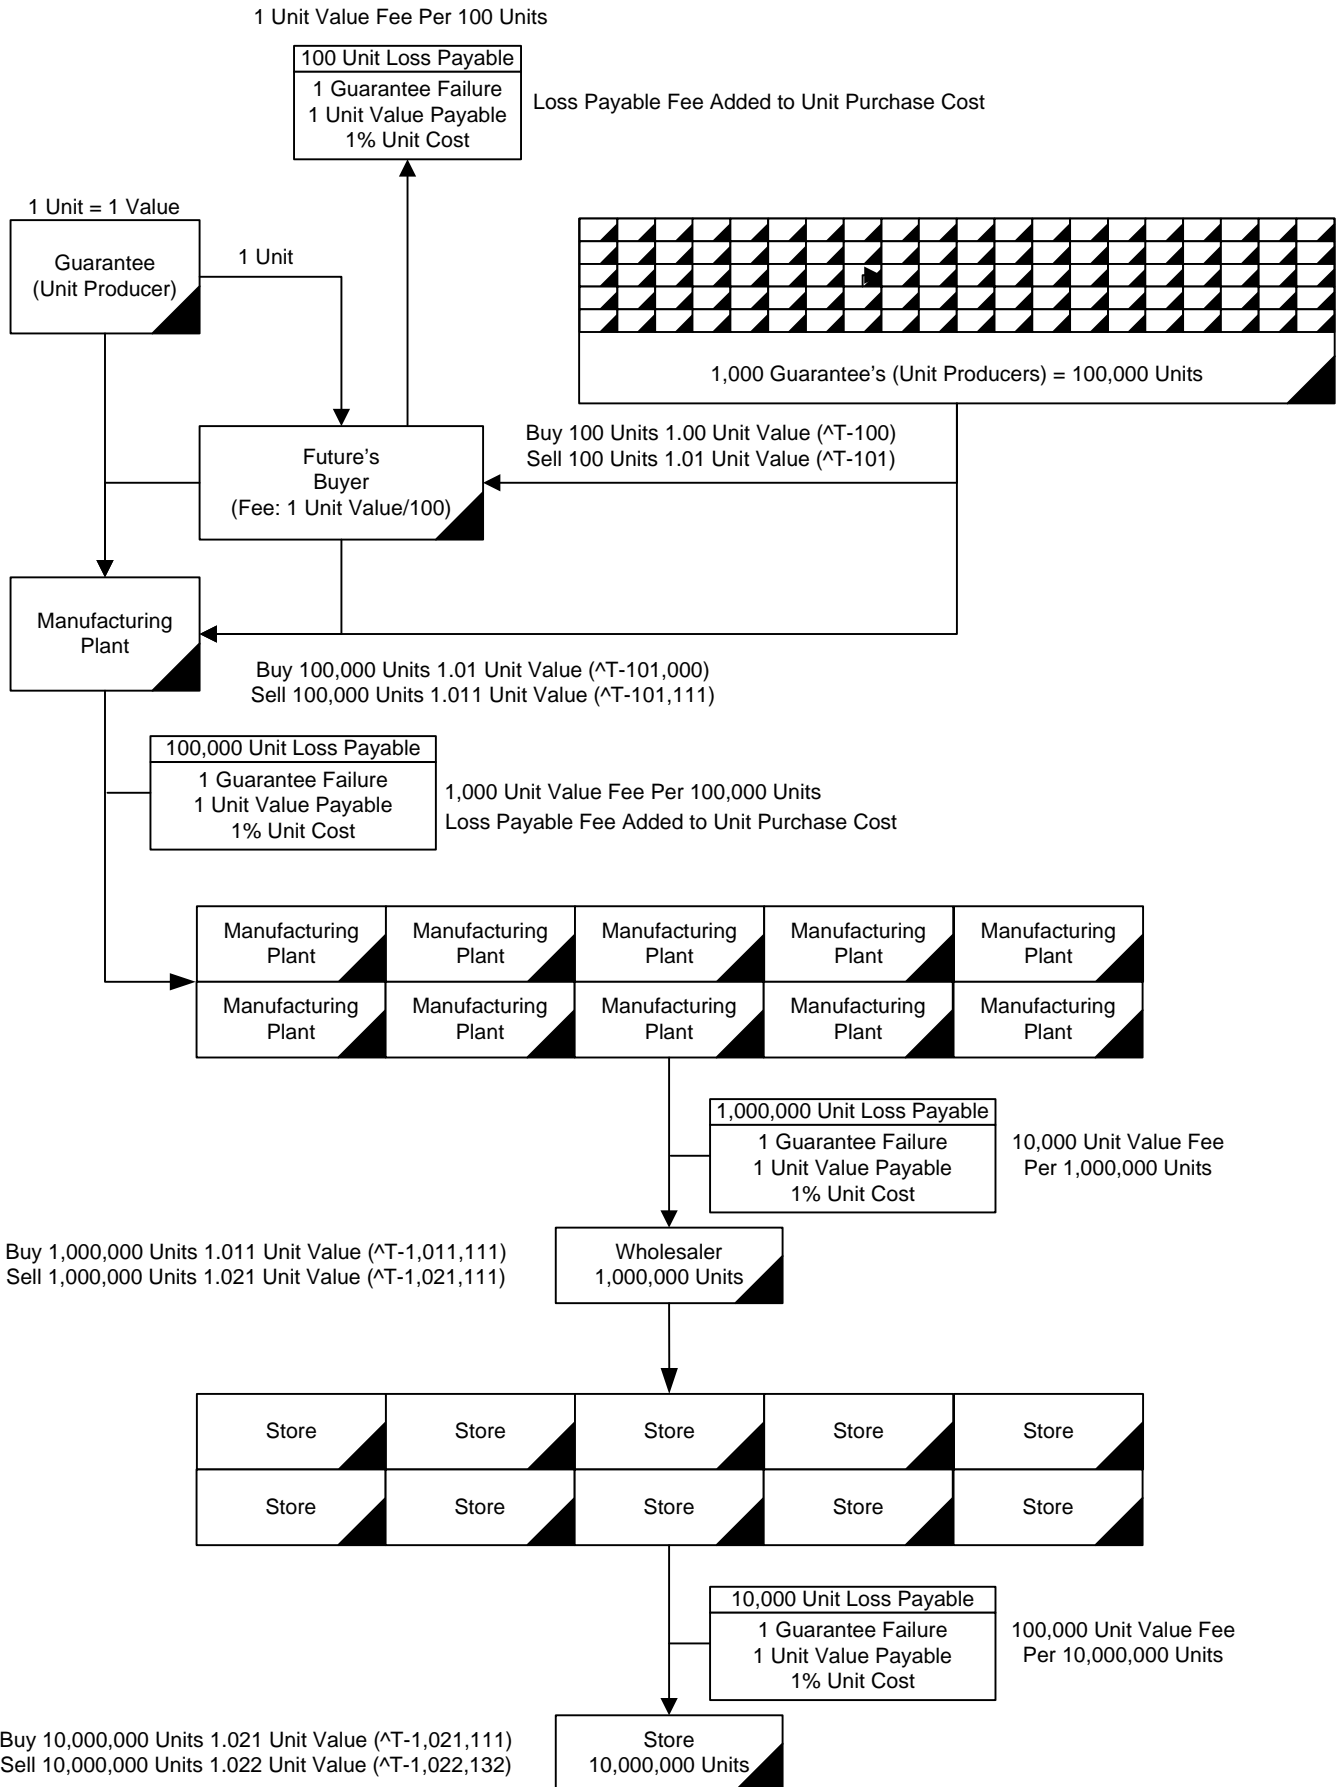 1 Unit Value Fee Per 100 Units
100 Unit Loss Payable
1 Guarantee Failure
1 Unit Value Payable
1% Unit Cost
Loss Payable Fee Added to Unit Purchase Cost
1 Unit = 1 Value
Guarantee
(Unit Producer)
1 Unit
1,000 Guarantee's (Unit Producers) = 100,000 Units
Buy 100 Units 1.00 Unit Value (^T-100)
Sell 100 Units 1.01 Unit Value (^T-101)
Future's
Buyer
(Fee: 1 Unit Value/100)
Manufacturing
Plant
Buy 100,000 Units 1.01 Unit Value (^T-101,000)
Sell 100,000 Units 1.011 Unit Value (^T-101,111)
100,000 Unit Loss Payable
1 Guarantee Failure
1 Unit Value Payable
1% Unit Cost
1,000 Unit Value Fee Per 100,000 Units
Loss Payable Fee Added to Unit Purchase Cost
Manufacturing
Plant
Manufacturing
Plant
Manufacturing
Plant
Manufacturing
Plant
Manufacturing
Plant
Manufacturing
Plant
Manufacturing
Plant
Manufacturing
Plant
Manufacturing
Plant
Manufacturing
Plant
1,000,000 Unit Loss Payable
1 Guarantee Failure
1 Unit Value Payable
1% Unit Cost
10,000 Unit Value Fee
Per 1,000,000 Units
Buy 1,000,000 Units 1.011 Unit Value (^T-1,011,111)
Sell 1,000,000 Units 1.021 Unit Value (^T-1,021,111)
Wholesaler
1,000,000 Units
Store
Store
Store
Store
Store
Store
Store
Store
Store
Store
10,000 Unit Loss Payable
1 Guarantee Failure
1 Unit Value Payable
1% Unit Cost
100,000 Unit Value Fee
Per 10,000,000 Units
Buy 10,000,000 Units 1.021 Unit Value (^T-1,021,111)
Sell 10,000,000 Units 1.022 Unit Value (^T-1,022,132)
Store
10,000,000 Units